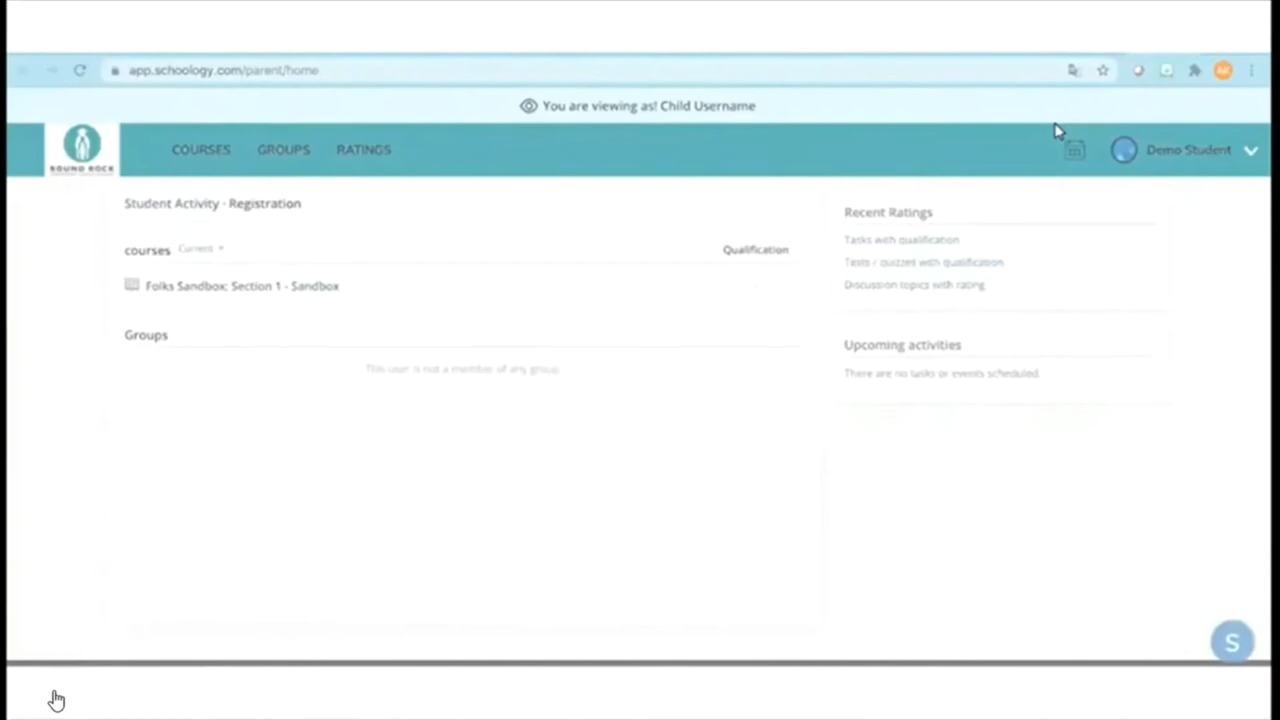 app.schoology.com/parent/home
You are viewing as! Child Username
ROUND ROCK
COURSES GROUPS RATINGS
Demo Student
Student Activity - Registration
courses Current
Qualification
Folks Sandbox: Section 1 - Sandbox
Groups
This user is not a member of any group.
Recent Ratings
Tasks with qualification
Tests / quizzes with qualification
Discussion topics with rating
Upcoming activities
There are no tasks or events scheduled.
S